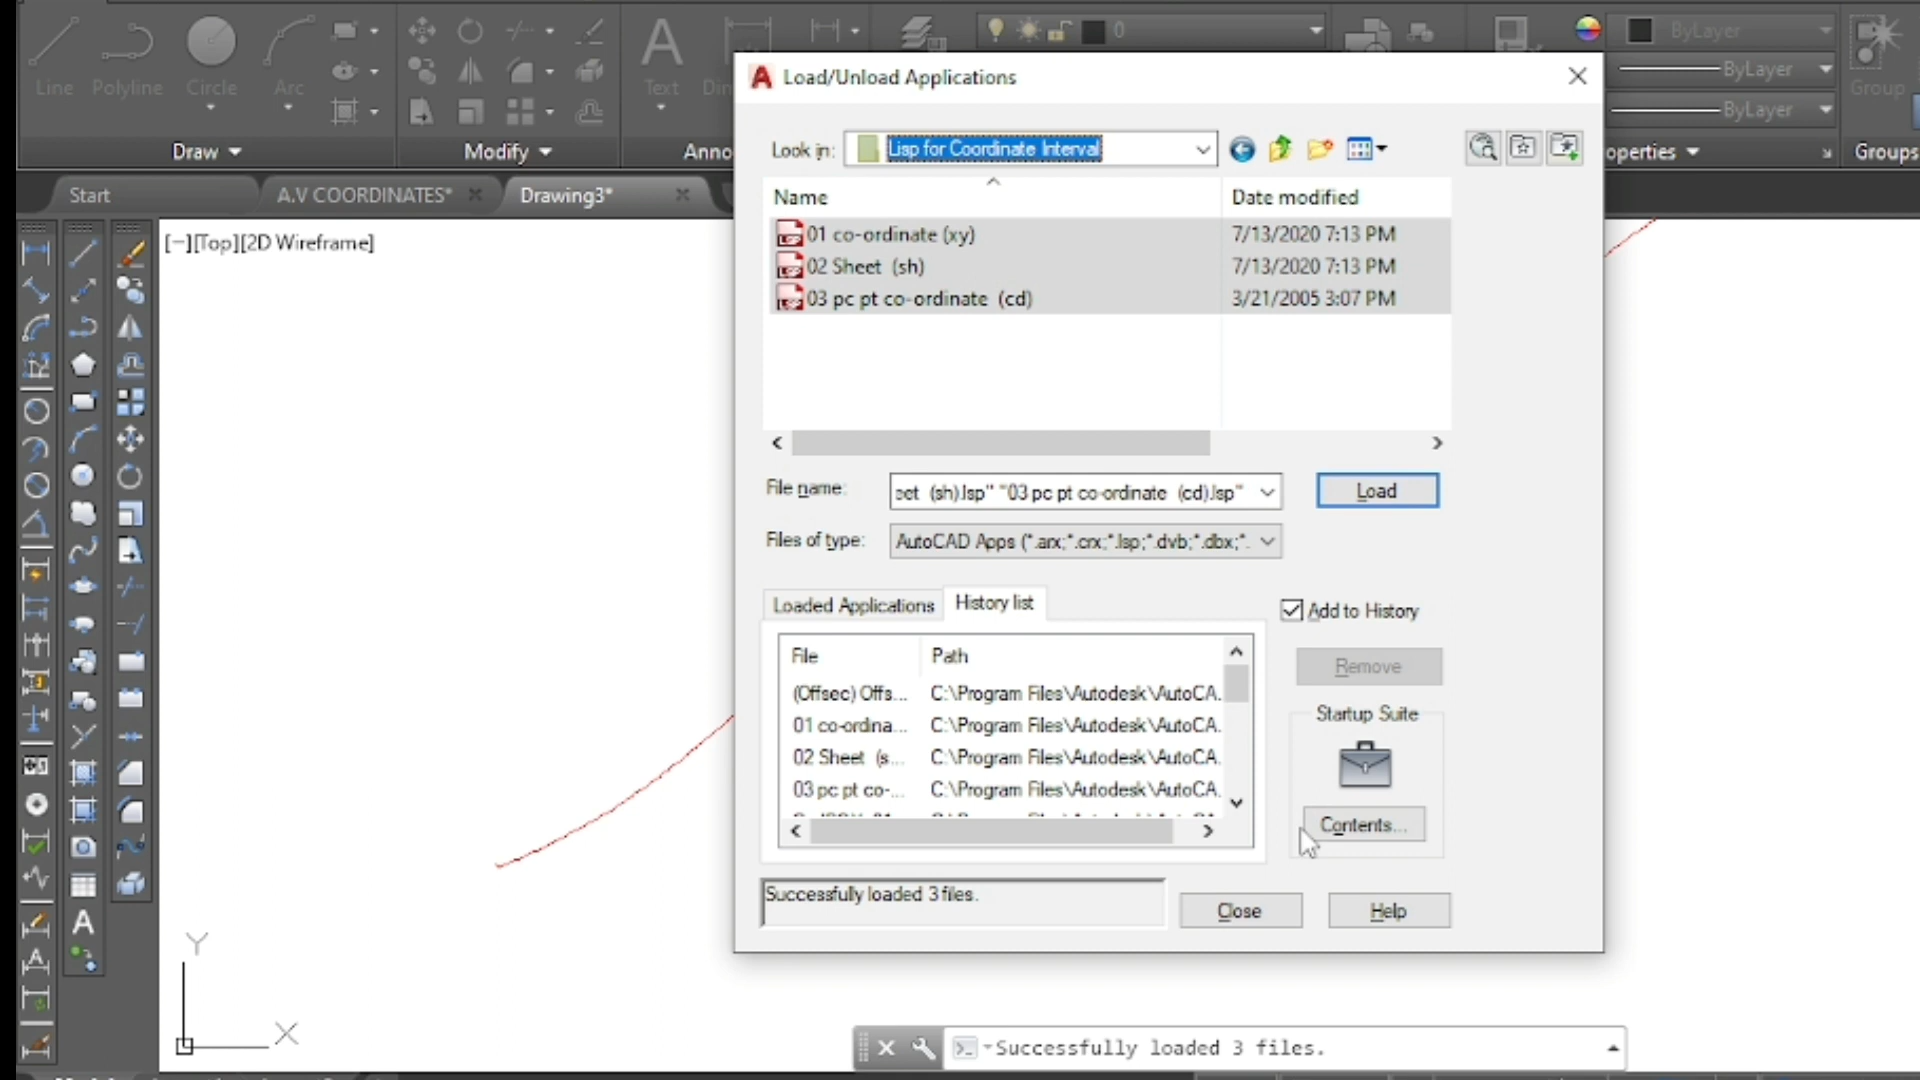 Line
Polyline
Circle
Arc
Text
0
ByLayer
ByLayer
ByLayer
Group
Draw
Modify
Groups
Start
A.V COORDINATES*
Drawing3*
[−][Top][2D Wireframe]
Load/Unload Applications
Look in:
Lisp for Coordinate Interval
Name
Date modified
01 co-ordinate (xy)
7/13/2020 7:13 PM
02 Sheet (sh)
7/13/2020 7:13 PM
03 pc pt co-ordinate (cd)
3/21/2005 3:07 PM
File name:
(sh).lsp" "03 pc pt co-ordinate (cd).lsp"
Load
Files of type:
AutoCAD Apps (*.arx;*.crx;*.lsp;*.dvb;*.dbx;*.
Loaded Applications
History list
Add to History
File
Path
(Offsec) Offs...
C:\Program Files\Autodesk\AutoCA.
01 co-ordina...
C:\Program Files\Autodesk\AutoCA.
02 Sheet (s...
C:\Program Files\Autodesk\AutoCA.
03 pc pt co-...
C:\Program Files\Autodesk\AutoCA.
Remove
Startup Suite
Contents...
Successfully loaded 3 files.
Close
Help
Y
X
Successfully loaded 3 files.